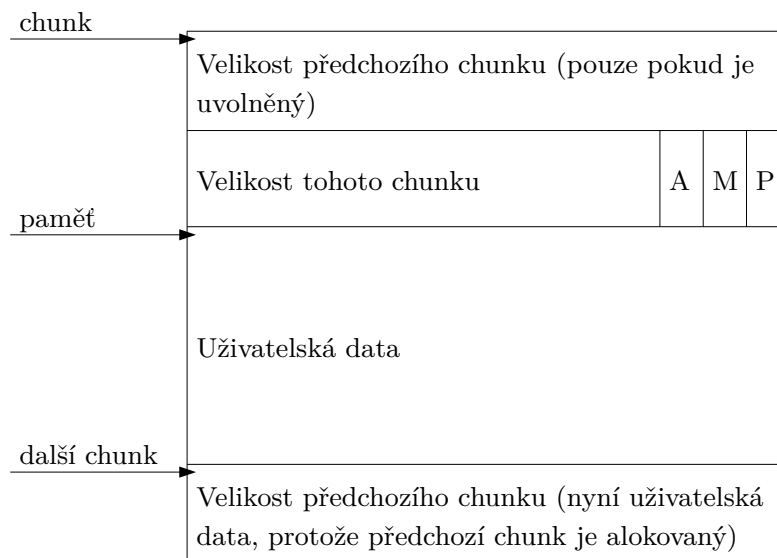 chunk
Velikost předchozího chunku (pouze pokud je
uvolněný)
Velikost tohoto chunku A M P
paměť
Uživatelská data
další chunk
Velikost předchozího chunku (nyní uživatelská
data, protože předchozí chunk je alokovaný)